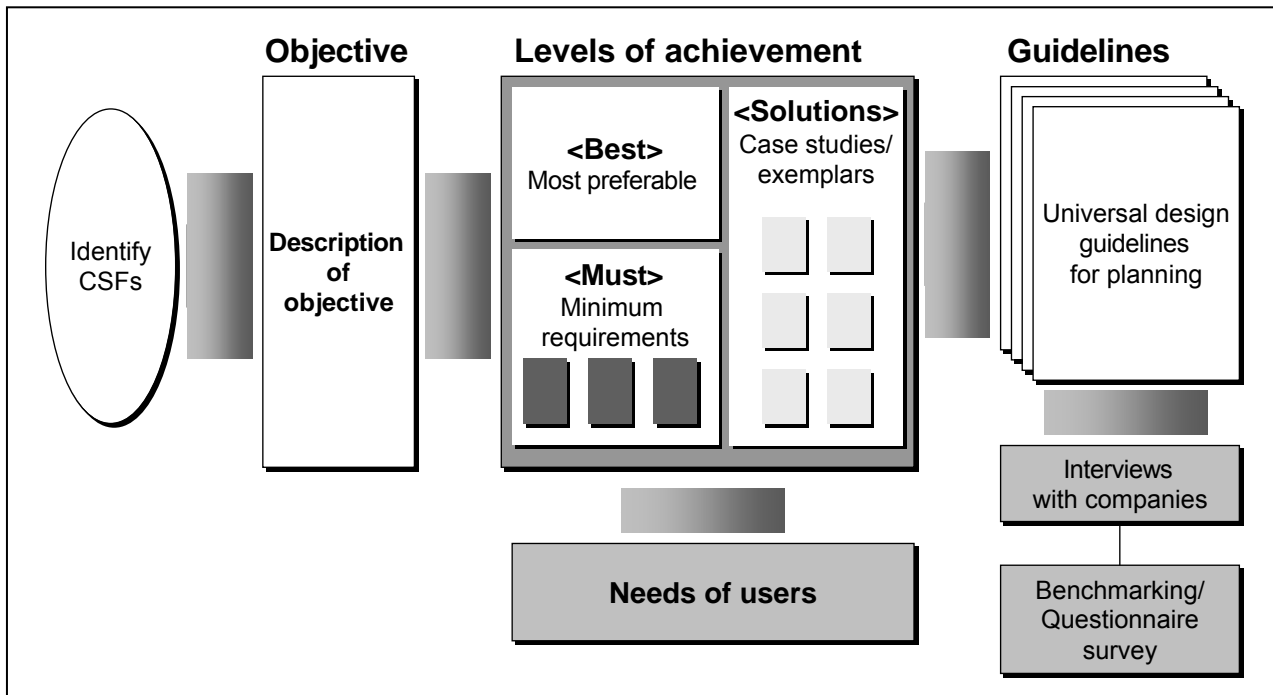 Objective
Levels of achievement
Guidelines
Identify
CSFs
Description
of
objective
<Best>
Most preferable
<Must>
Minimum
requirements
<Solutions>
Case studies/
exemplars
Universal design
guidelines
for planning
Needs of users
Interviews
with companies
Benchmarking/
Questionnaire
survey